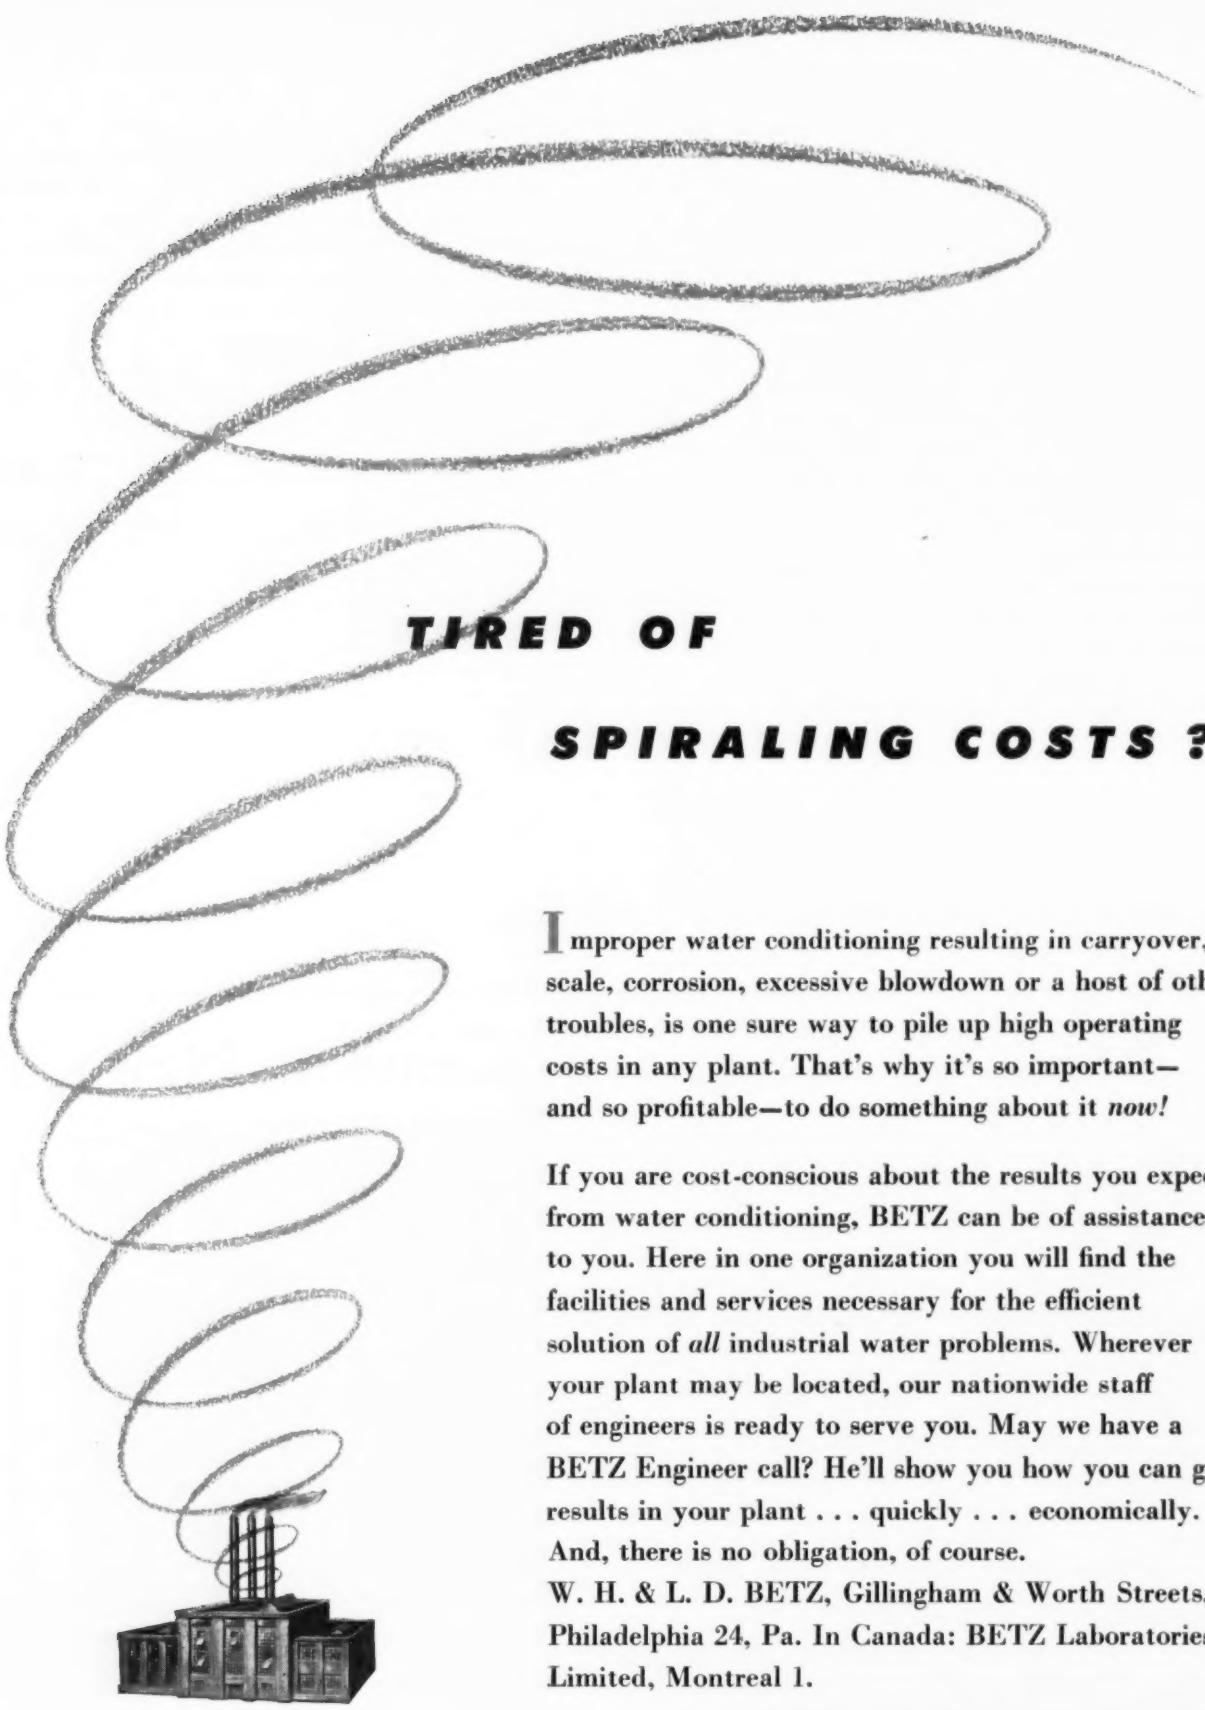 TIRED OF
SPIRALING COSTS ?
Improper water conditioning resulting in carryover,
scale, corrosion, excessive blowdown or a host of oth
troubles, is one sure way to pile up high operating
costs in any plant. That's why it's so important—
and so profitable—to do something about it now!
If you are cost-conscious about the results you expec
from water conditioning, BETZ can be of assistance
to you. Here in one organization you will find the
facilities and services necessary for the efficient
solution of all industrial water problems. Wherever
your plant may be located, our nationwide staff
of engineers is ready to serve you. May we have a
BETZ Engineer call? He'll show you how you can g
results in your plant . . . quickly . . . economically.
And, there is no obligation, of course.
W. H. & L. D. BETZ, Gillingham & Worth Streets,
Philadelphia 24, Pa. In Canada: BETZ Laboratories
Limited, Montreal 1.